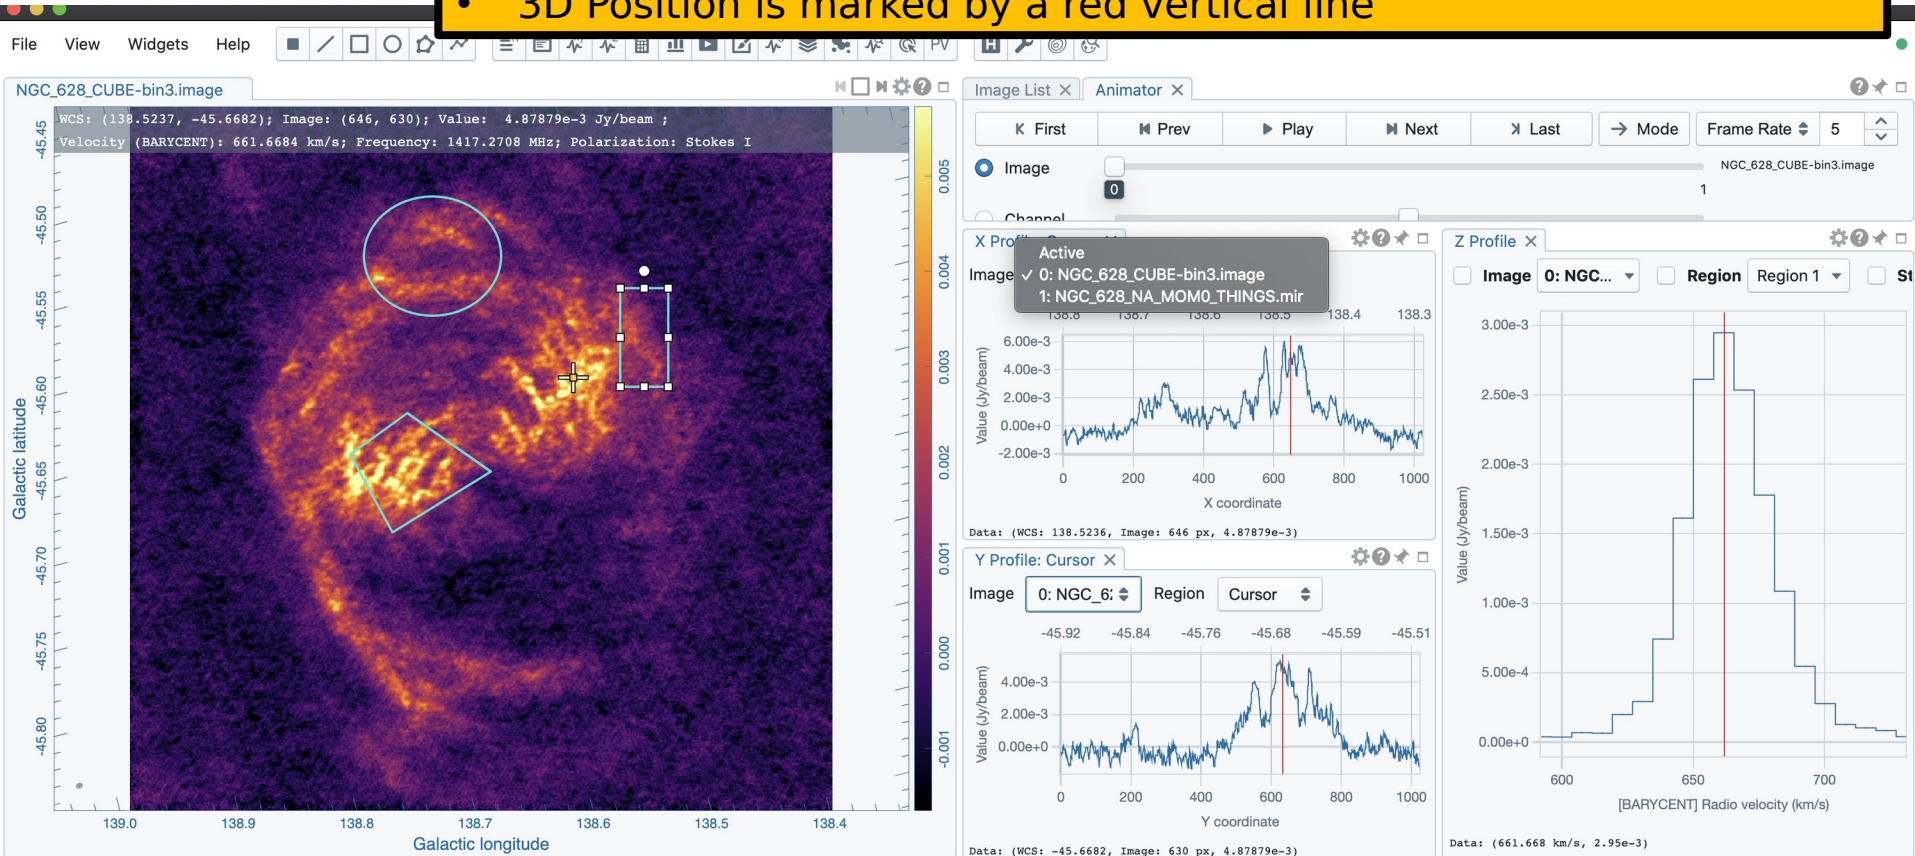 • 3D Position is marked by a red vertical line
File View Widgets Help PV
NGC_628_CUBE-bin3.image
WCS: (138.5237, -45.6682); Image: (646, 630); Value: 4.87879e-3 Jy/beam ;
Velocity (BARYCENT): 661.6684 km/s; Frequency: 1417.2708 MHz; Polarization: Stokes I
-45.45
-45.50
-45.55
-45.60
-45.65
-45.70
-45.75
-45.80
Galactic latitude
139.0 138.9 138.8 138.7 138.6 138.5 138.4
Galactic longitude
0.005
0.004
0.003
0.002
0.001
0.000
-0.001
Image List Animator
First Prev Play Next Last Mode Frame Rate 5
Image NGC_628_CUBE-bin3.image
0 1
Channel
X Prof
Image
Active
✓ 0: NGC_628_CUBE-bin3.image
1: NGC_628_NA_MOM0_THINGS.mir
138.8 138.7 138.6 138.5 138.4 138.3
6.00e-3
4.00e-3
2.00e-3
0.00e+0
-2.00e-3
Value (Jy/beam)
0 200 400 600 800 1000
X coordinate
Data: (WCS: 138.5236, Image: 646 px, 4.87879e-3)
Y Profile: Cursor
Image 0: NGC_62 Region Cursor
-45.92 -45.84 -45.76 -45.68 -45.59 -45.51
4.00e-3
2.00e-3
0.00e+0
Value (Jy/beam)
0 200 400 600 800 1000
Y coordinate
Data: (WCS: -45.6682, Image: 630 px, 4.87879e-3)
Z Profile
Image 0: NGC... Region Region 1 St
3.00e-3
2.50e-3
2.00e-3
1.50e-3
1.00e-3
5.00e-4
0.00e+0
Value (Jy/beam)
600 650 700
[BARYCENT] Radio velocity (km/s)
Data: (661.668 km/s, 2.95e-3)